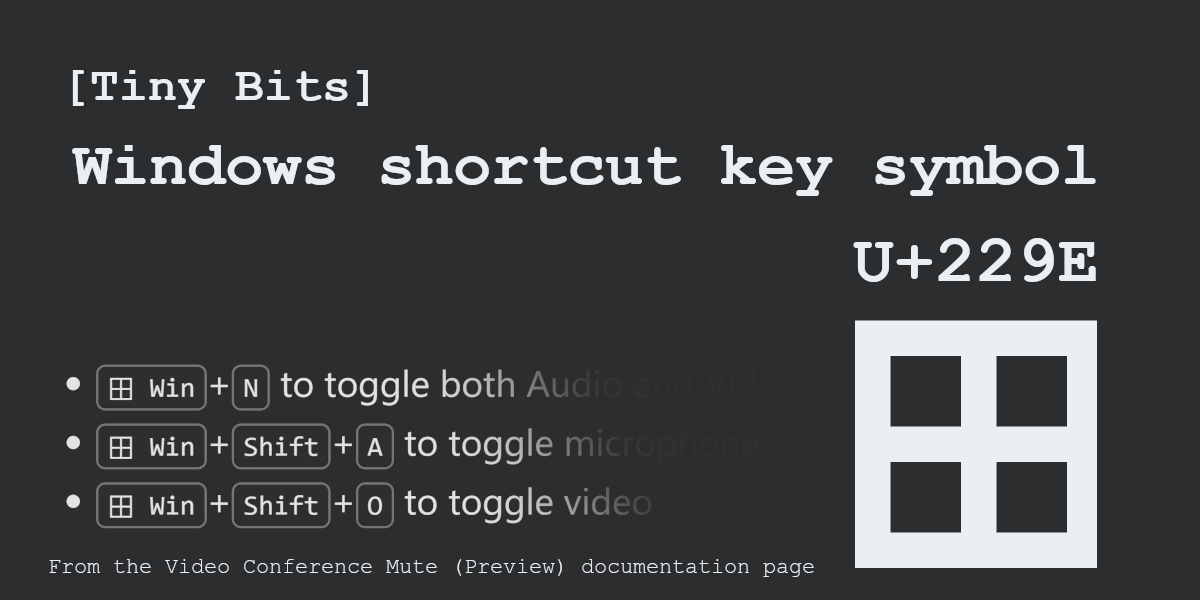 [Tiny Bits]
Windows shortcut key symbol
U+229E
• ⊞ Win+N to toggle both Audio and Vid
• ⊞ Win+Shift+A to toggle microphone
• ⊞ Win+Shift+O to toggle video
From the Video Conference Mute (Preview) documentation page